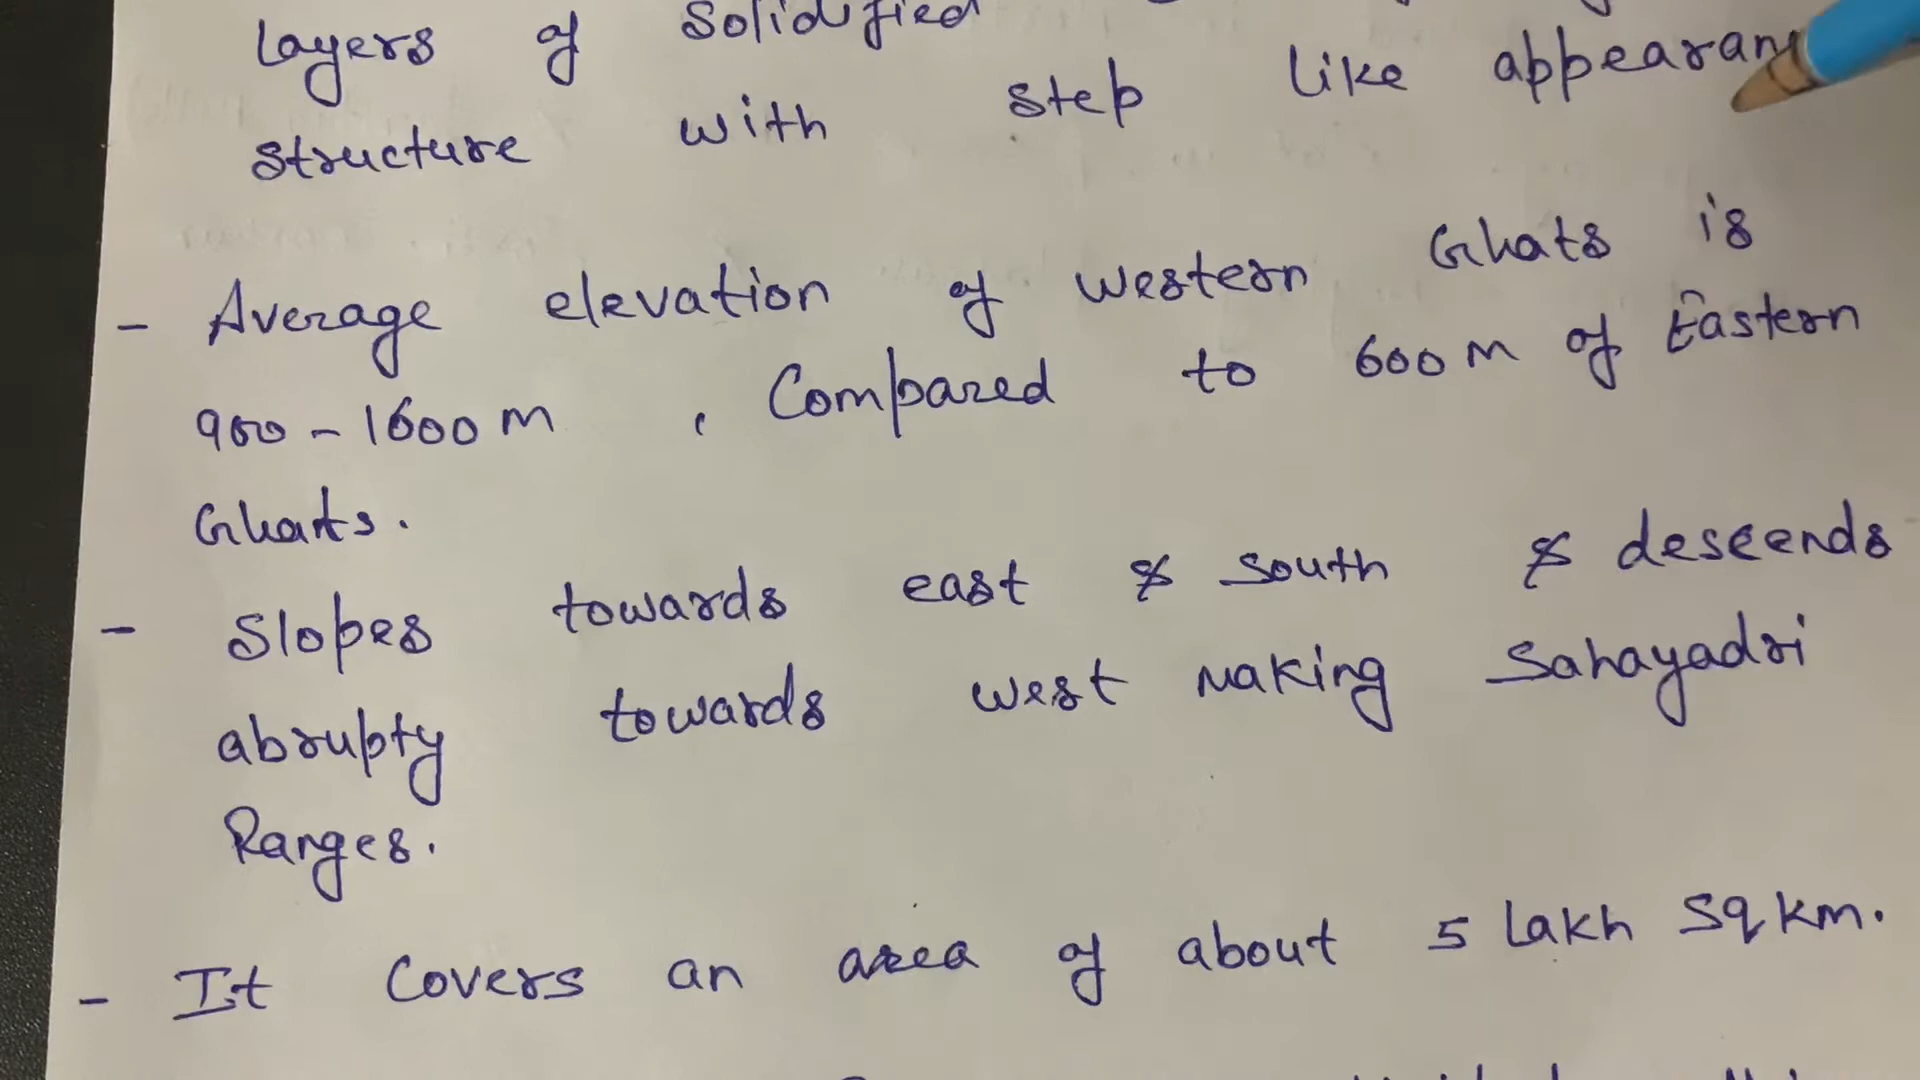 Layers of Solidified
structure with step like appearan
- Average elevation of western Ghats is
900 - 1600 m , Compared to 600 m of Eastern
Ghats.
- Slopes towards east & south & descends
abrupty towards west making Sahayadri
Ranges.
- It covers an area of about 5 lakh sq km.